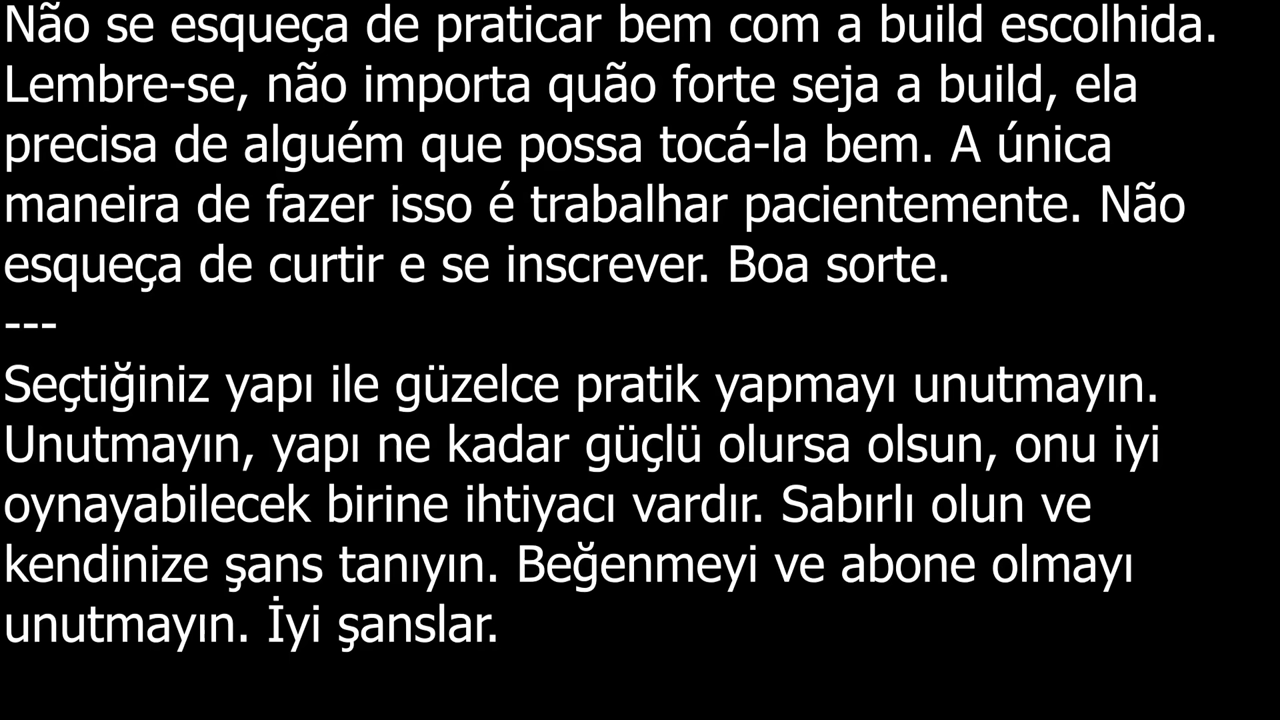 Não se esqueça de praticar bem com a build escolhida.
Lembre-se, não importa quão forte seja a build, ela
precisa de alguém que possa tocá-la bem. A única
maneira de fazer isso é trabalhar pacientemente. Não
esqueça de curtir e se inscrever. Boa sorte.
---
Seçtiğiniz yapı ile güzelce pratik yapmayı unutmayın.
Unutmayın, yapı ne kadar güçlü olursa olsun, onu iyi
oynayabilecek birine ihtiyacı vardır. Sabırlı olun ve
kendinize şans tanıyın. Beğenmeyi ve abone olmayı
unutmayın. İyi şanslar.